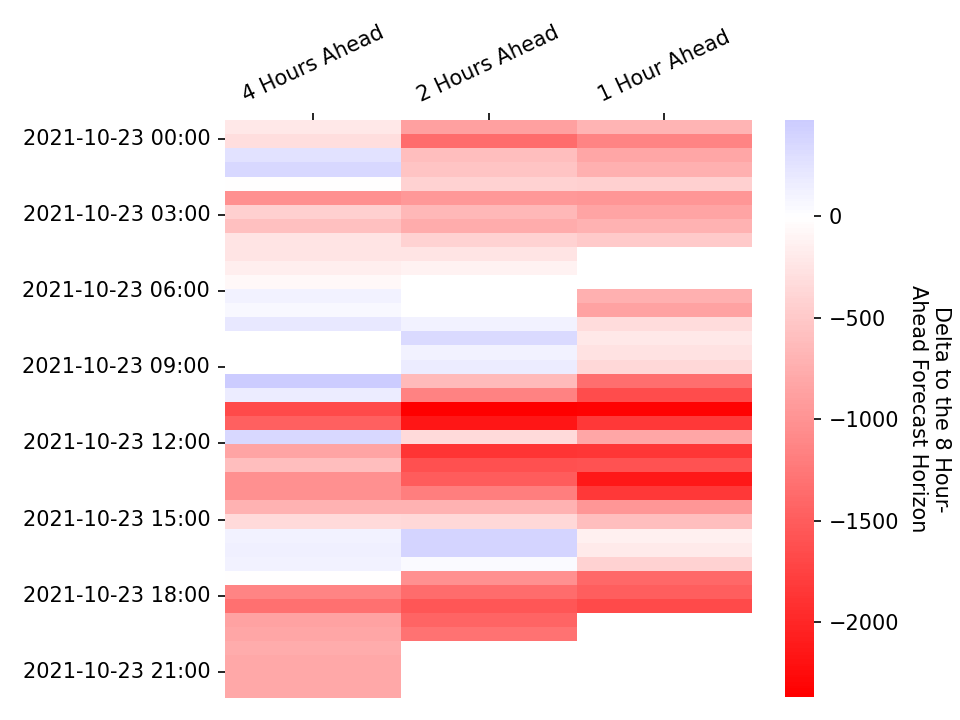 4 Hours Ahead
2 Hours Ahead
1 Hour Ahead
2021-10-23 00:00
2021-10-23 03:00
2021-10-23 06:00
2021-10-23 09:00
2021-10-23 12:00
2021-10-23 15:00
2021-10-23 18:00
2021-10-23 21:00
0
−500
−1000
−1500
−2000
Delta to the 8 Hour-
Ahead Forecast Horizon